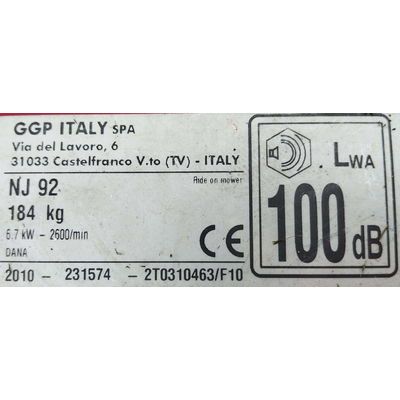 GGP ITALY SPA
Via del Lavoro, 6
31033 Castelfranco V.to (TV) - ITALY
NJ 92
Ride on mower
184 kg
6.7 kW - 2600/min
DANA
CE
2010 - 231574 - 2T0310463/F10
LWA
100 dB